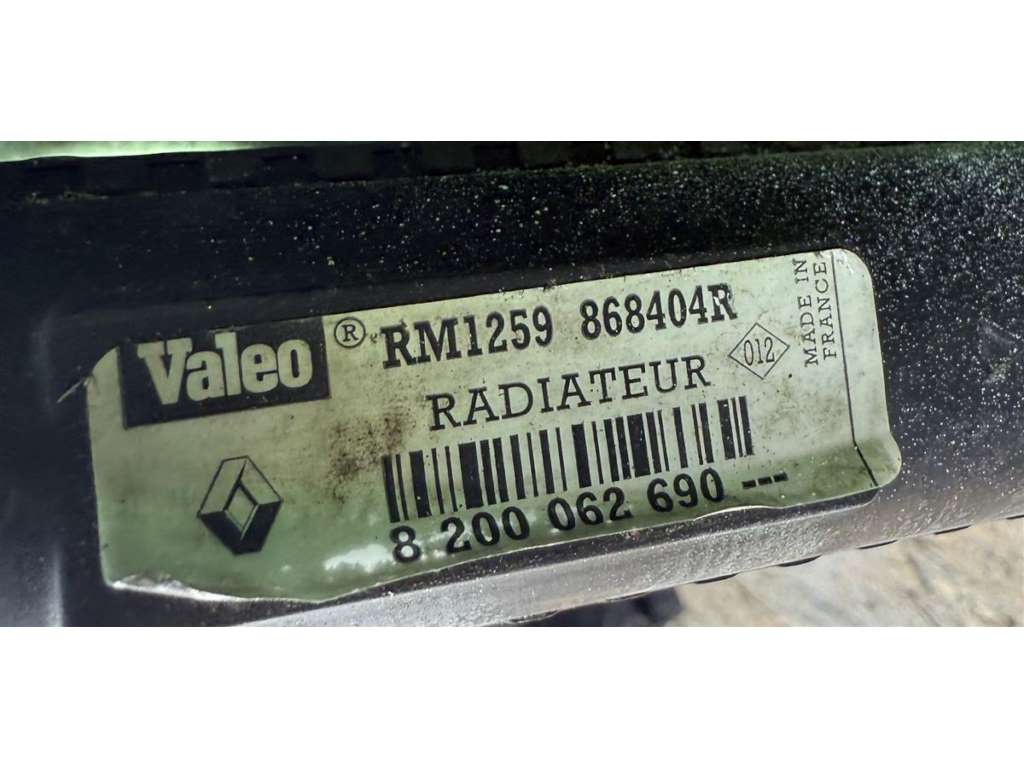 Valeo ® RM1259 868404R
RADIATEUR
012
MADE IN
FRANCE
8 200 062 690 ---